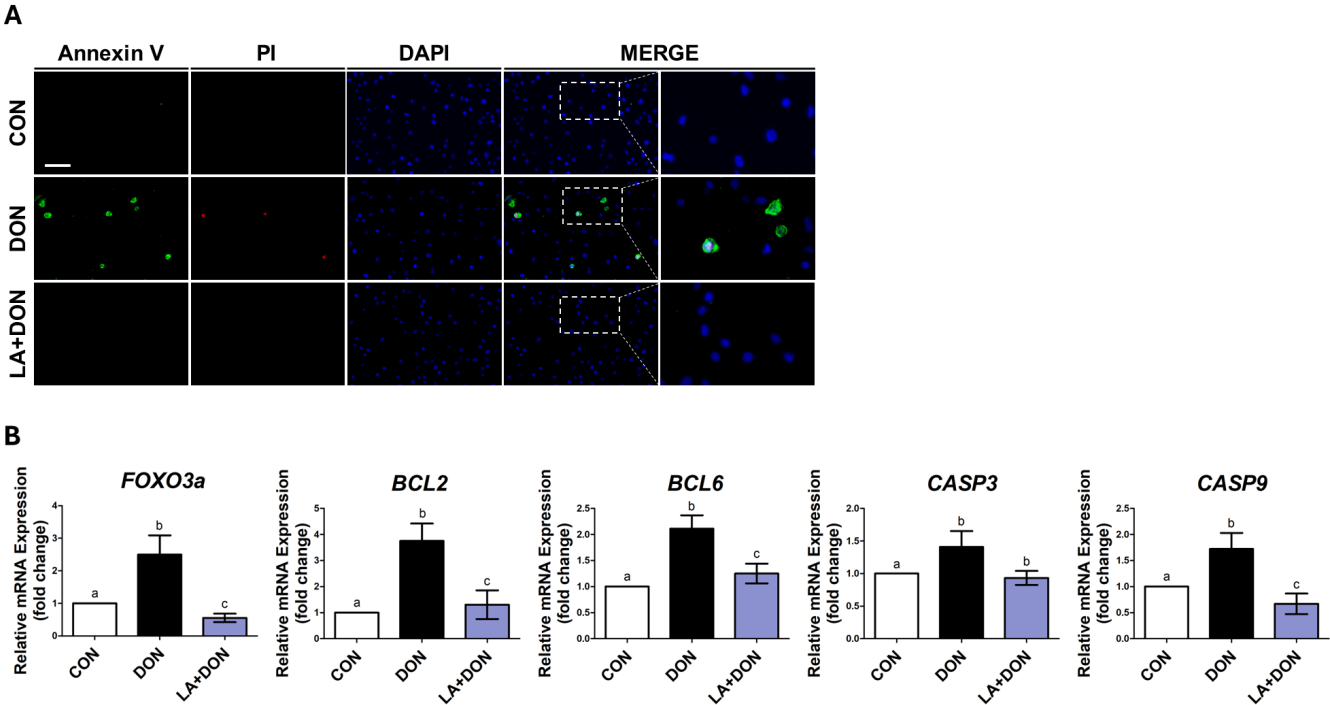 A
Annexin V PI DAPI MERGE
CON
DON
LA+DON
B
FOXO3a
Relative mRNA Expression
(fold change)
4
3
2
1
0
a
b
c
CON
DON
LA+DON
BCL2
Relative mRNA Expression
(fold change)
5
4
3
2
1
0
a
b
c
CON
DON
LA+DON
BCL6
Relative mRNA Expression
(fold change)
2.5
2.0
1.5
1.0
0.5
0.0
a
b
c
CON
DON
LA+DON
CASP3
Relative mRNA Expression
(fold change)
2.0
1.5
1.0
0.5
0.0
a
b
b
CON
DON
LA+DON
CASP9
Relative mRNA Expression
(fold change)
2.5
2.0
1.5
1.0
0.5
0.0
a
b
c
CON
DON
LA+DON